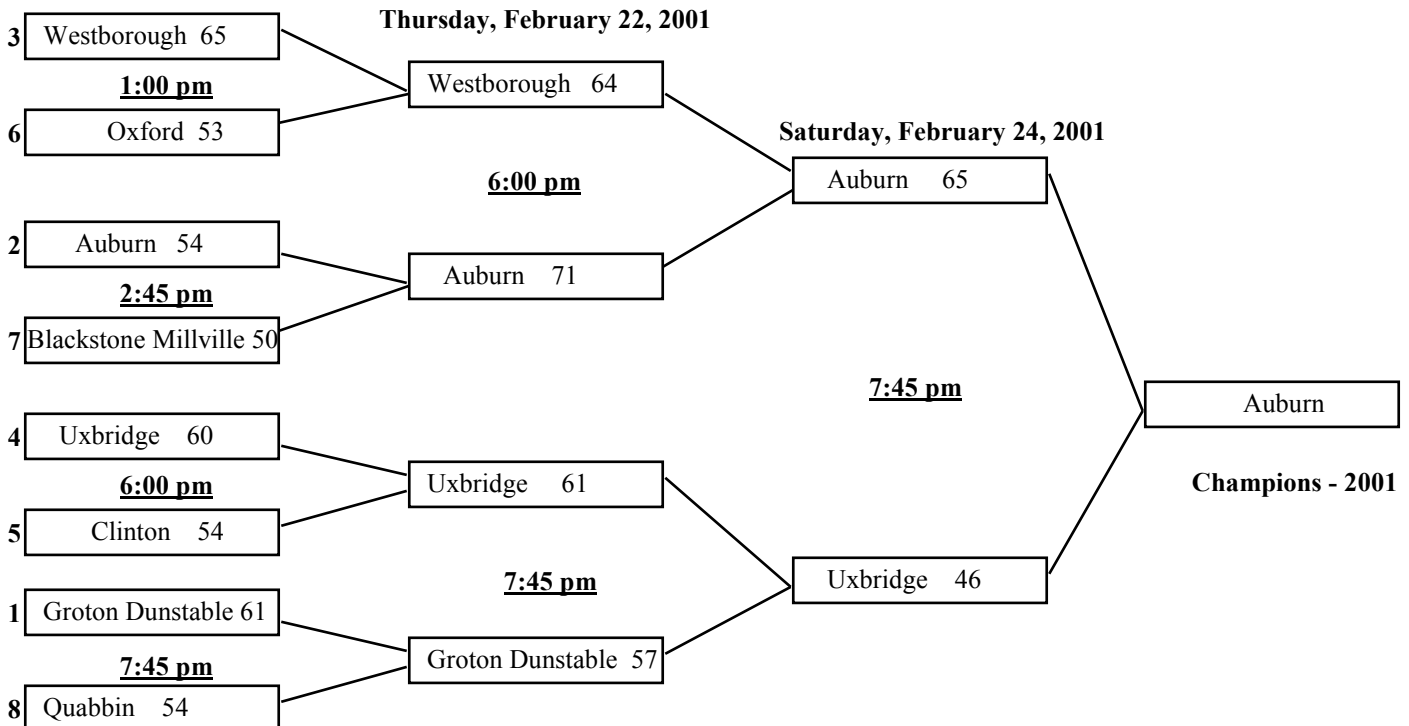 Thursday, February 22, 2001
3 Westborough 65
1:00 pm
6 Oxford 53
2 Auburn 54
2:45 pm
7 Blackstone Millville 50
4 Uxbridge 60
6:00 pm
5 Clinton 54
1 Groton Dunstable 61
7:45 pm
8 Quabbin 54
Westborough 64
6:00 pm
Auburn 71
Uxbridge 61
7:45 pm
Groton Dunstable 57
Saturday, February 24, 2001
Auburn 65
7:45 pm
Uxbridge 46
Auburn
Champions - 2001